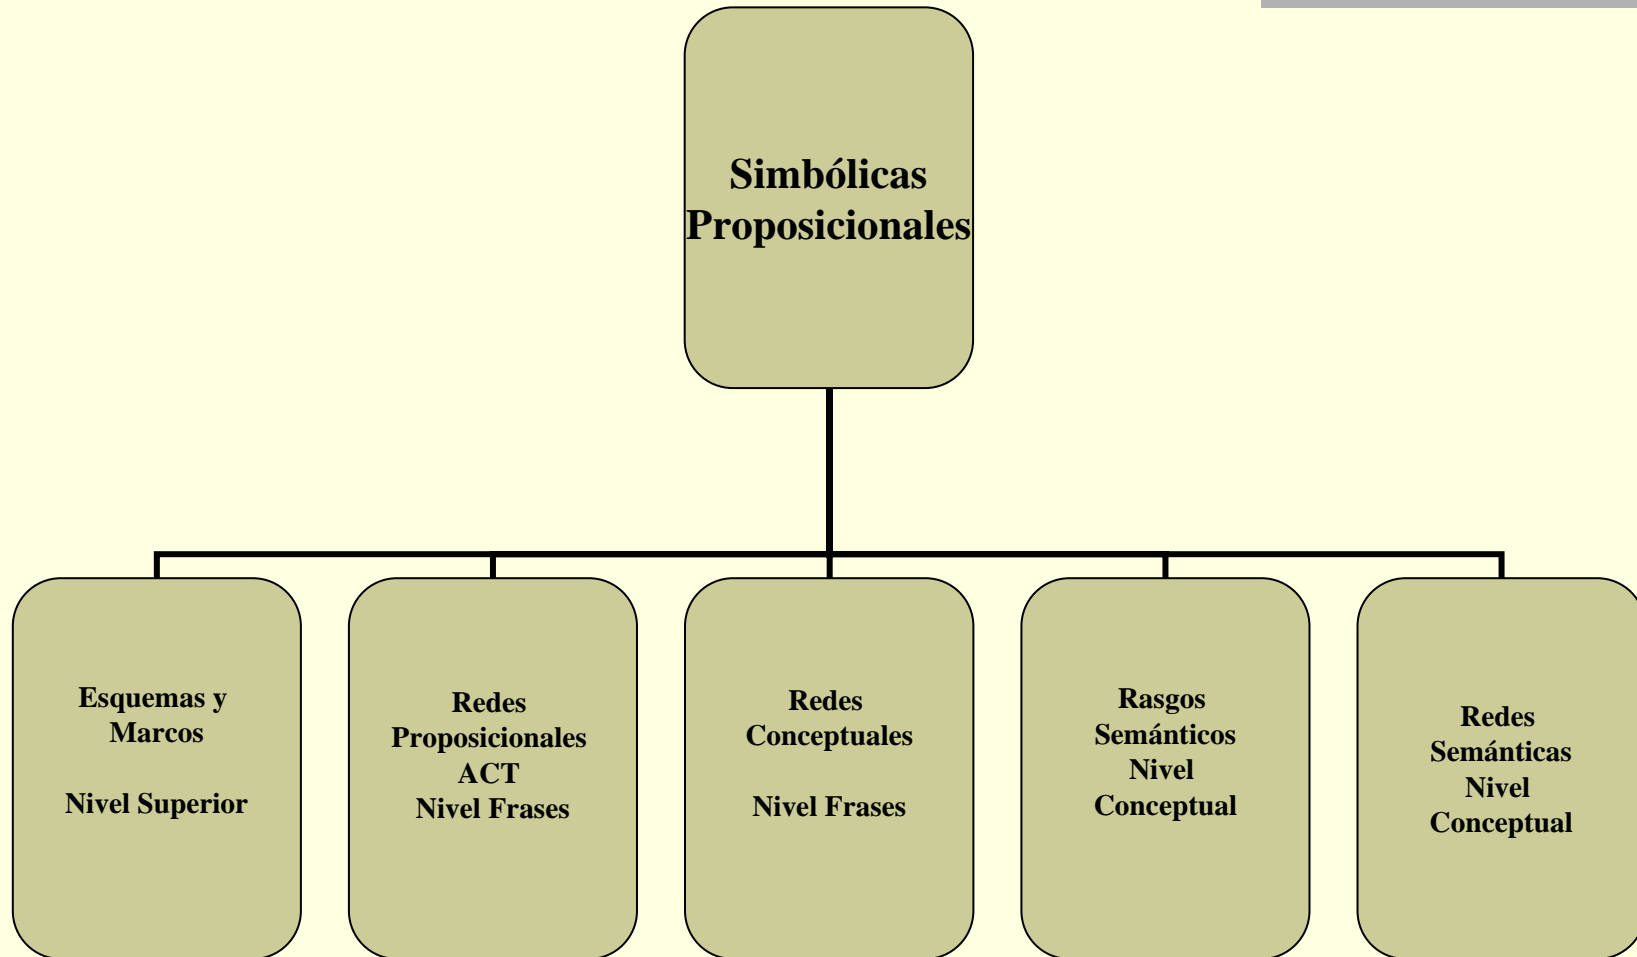 Simbólicas
Proposicionales
Esquemas y
Marcos
Nivel Superior
Redes
Proposicionales
ACT
Nivel Frases
Redes
Conceptuales
Nivel Frases
Rasgos
Semánticos
Nivel
Conceptual
Redes
Semánticas
Nivel
Conceptual